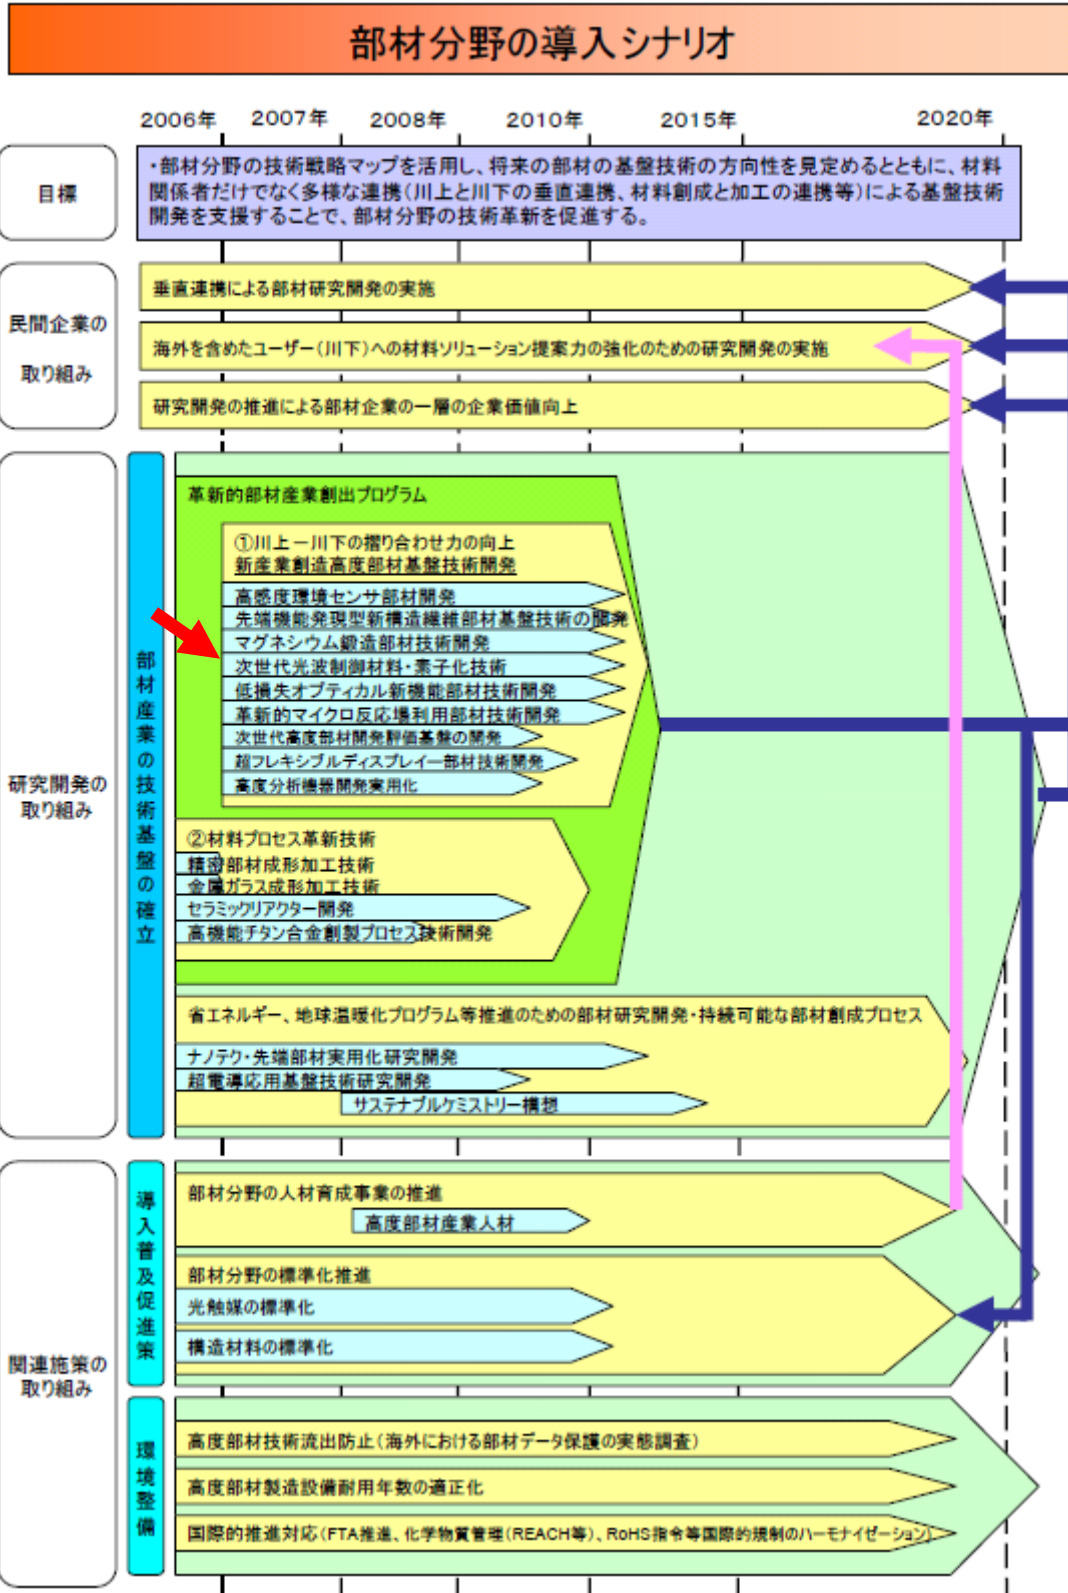 部材分野の導入シナリオ
2006年 2007年 2008年 2010年 2015年 2020年
目標
・部材分野の技術戦略マップを活用し、将来の部材の基盤技術の方向性を見定めるとともに、材料
関係者だけでなく多様な連携(川上と川下の垂直連携、材料創成と加工の連携等)による基盤技術
開発を支援することで、部材分野の技術革新を促進する。
民間企業の
取り組み
垂直連携による部材研究開発の実施
海外を含めたユーザー(川下)への材料ソリューション提案力の強化のための研究開発の実施
研究開発の推進による部材企業の一層の企業価値向上
研究開発の
取り組み
部材産業の技術基盤の確立
革新的部材産業創出プログラム
①川上ー川下の摺り合わせ力の向上
新産業創造高度部材基盤技術開発
高感度環境センサ部材開発
先端機能発現型新構造繊維部材基盤技術の開発
マグネシウム鍛造部材技術開発
次世代光波制御材料・素子化技術
低損失オプティカル新機能部材技術開発
革新的マイクロ反応場利用部材技術開発
次世代高度部材開発評価基盤の開発
超フレキシブルディスプレイー部材技術開発
高度分析機器開発実用化
②材料プロセス革新技術
精密部材成形加工技術
金属ガラス成形加工技術
セラミックリアクター開発
高機能チタン合金創製プロセス技術開発
省エネルギー、地球温暖化プログラム等推進のための部材研究開発・持続可能な部材創成プロセス
ナノテク・先端部材実用化研究開発
超電導応用基盤技術研究開発
サステナブルケミストリー構想
関連施策の
取り組み
導入普及促進策
部材分野の人材育成事業の推進
高度部材産業人材
部材分野の標準化推進
光触媒の標準化
構造材料の標準化
環境整備
高度部材技術流出防止(海外における部材データ保護の実態調査)
高度部材製造設備耐用年数の適正化
国際的推進対応(FTA推進、化学物質管理(REACH等)、RoHS指令等国際的規制のハーモナイゼーション)